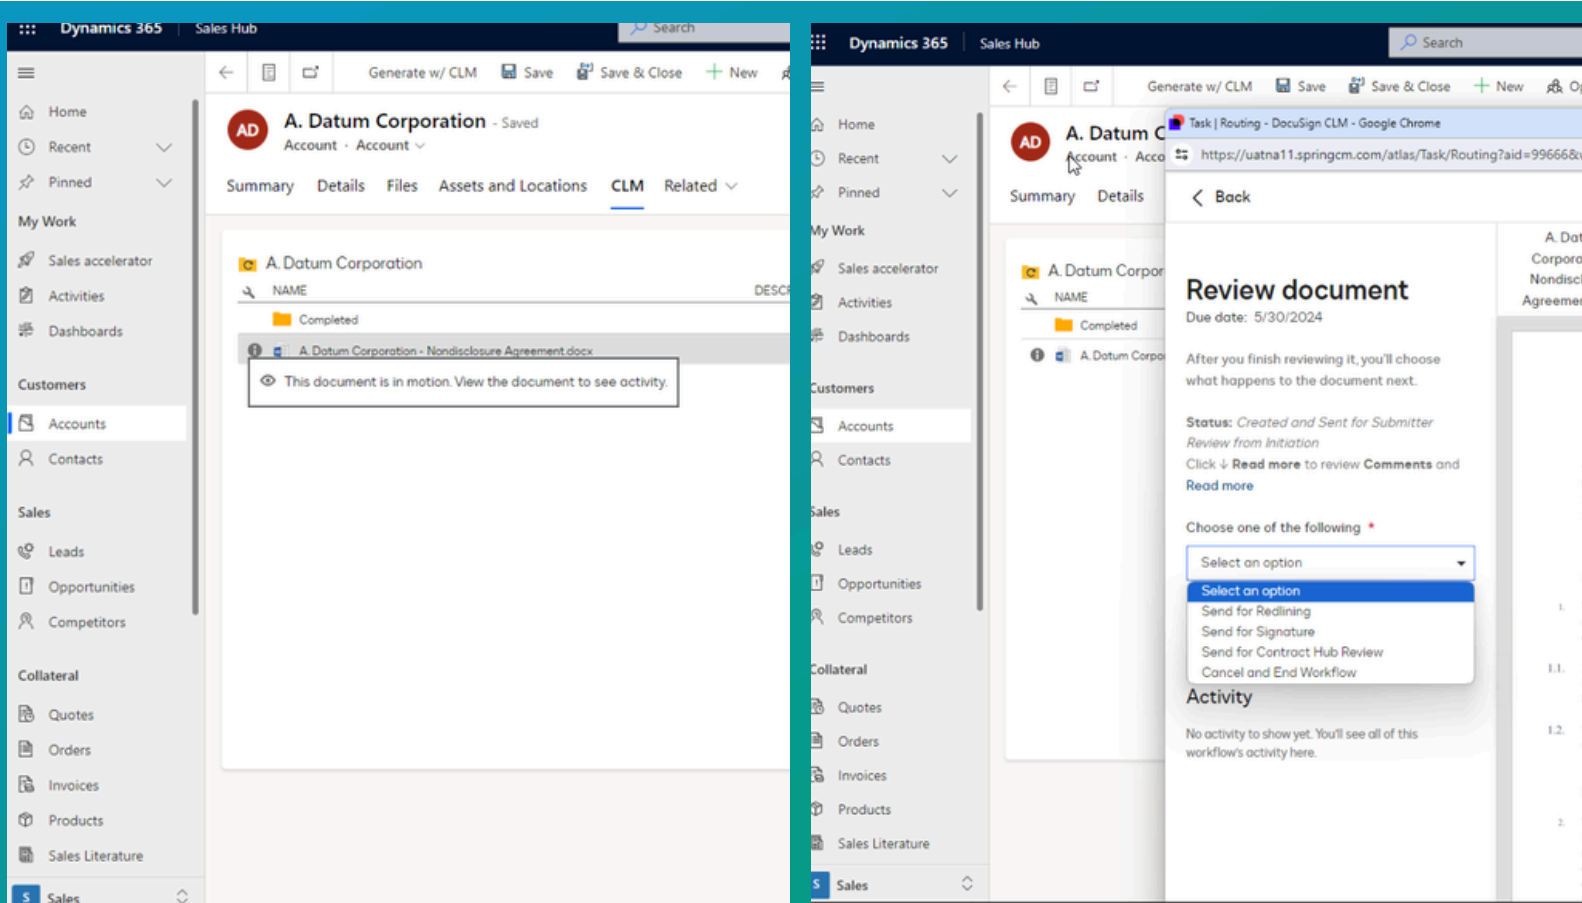 Dynamics 365 Sales Hub Search
Generate w/ CLM Save Save & Close New
Home
Recent
Pinned
My Work
Sales accelerator
Activities
Dashboards
Customers
Accounts
Contacts
Sales
Leads
Opportunities
Competitors
Collateral
Quotes
Orders
Invoices
Products
Sales Literature
S Sales
AD
A. Datum Corporation - Saved
Account · Account
Summary Details Files Assets and Locations CLM Related
A. Datum Corporation
NAME DESCR
Completed
A. Datum Corporation - Nondisclosure Agreement.docx
This document is in motion. View the document to see activity.
Dynamics 365 Sales Hub Search
Generate w/ CLM Save Save & Close New Op
Home
Recent
Pinned
My Work
Sales accelerator
Activities
Dashboards
Customers
Accounts
Contacts
Sales
Leads
Opportunities
Competitors
Collateral
Quotes
Orders
Invoices
Products
Sales Literature
S Sales
AD
A. Datum C
Account · Acco
Summary Details
A. Datum Corpor
NAME
Completed
A. Datum Corpo
Task | Routing - DocuSign CLM - Google Chrome
https://uatna11.springcm.com/atlas/Task/Routing?aid=99666&
Back
Review document
Due date: 5/30/2024
After you finish reviewing it, you'll choose
what happens to the document next.
Status: Created and Sent for Submitter
Review from Initiation
Click ↓ Read more to review Comments and
Read more
Choose one of the following *
Select an option
Select an option
Send for Redlining
Send for Signature
Send for Contract Hub Review
Cancel and End Workflow
Activity
No activity to show yet. You'll see all of this
workflow's activity here.
A. Dat
Corpora
Nondiscl
Agreemen
1.
1.1.
1.2.
2.